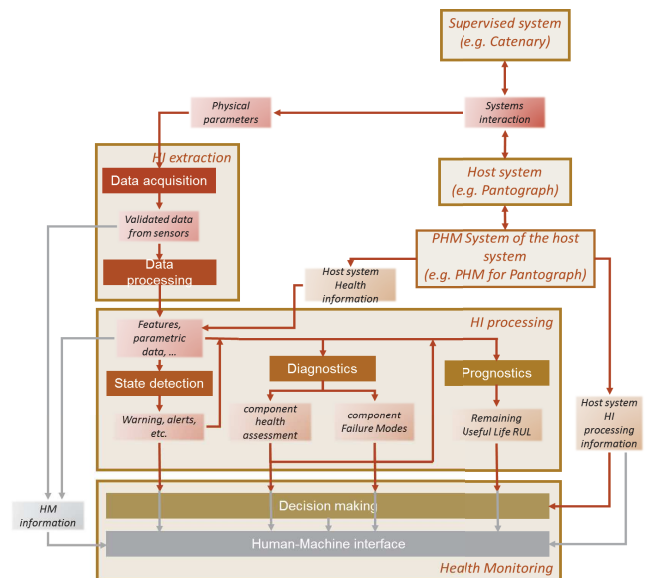 Supervised system
(e.g. Catenary)
Physical
parameters
Systems
interaction
HI extraction
Data acquisition
Host system
(e.g. Pantograph)
Validated data
from sensors
PHM System of the host
system
(e.g. PHM for Pantograph)
Data
processing
Host system
Health
information
Features,
parametric
data, ...
HI processing
Diagnostics
Prognostics
State detection
Warning, alerts,
etc.
component
health
assessment
component
Failure Modes
Remaining
Useful Life RUL
Host system
HI
processing
information
HM
information
Decision making
Human-Machine interface
Health Monitoring